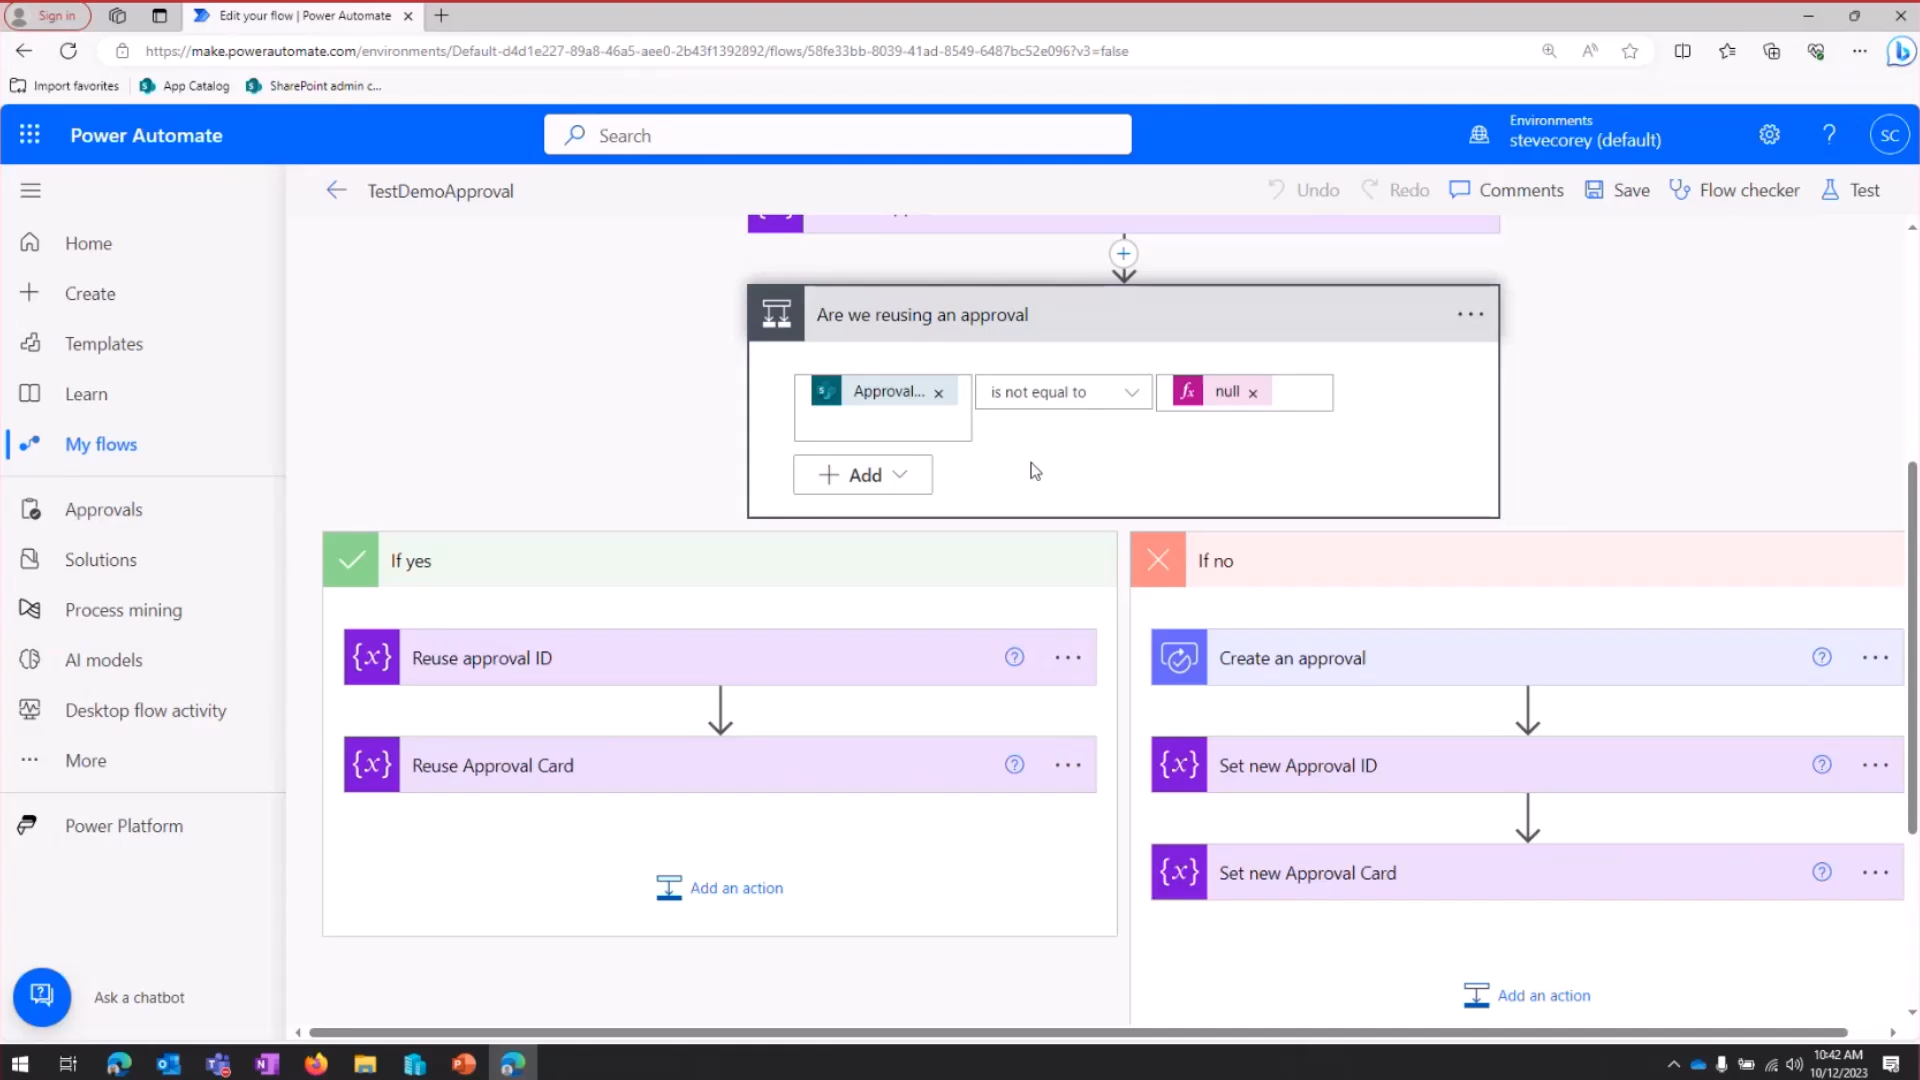 Sign in
Edit your flow | Power Automate
https://make.powerautomate.com/environments/Default-d4d1e227-89a8-46a5-aee0-2b43f1392892/flows/58fe33bb-8039-41ad-8549-6487bc52e096?v3=false
Import favorites
App Catalog
SharePoint admin c...
Power Automate
Search
Environments
stevecorey (default)
SC
TestDemoApproval
Undo
Redo
Comments
Save
Flow checker
Test
Home
Create
Templates
Learn
My flows
Approvals
Solutions
Process mining
AI models
Desktop flow activity
More
Power Platform
Ask a chatbot
Are we reusing an approval
Approval...
is not equal to
fx null
Add
If yes
{x} Reuse approval ID
{x} Reuse Approval Card
Add an action
If no
Create an approval
{x} Set new Approval ID
{x} Set new Approval Card
Add an action
10:42 AM
10/12/2023